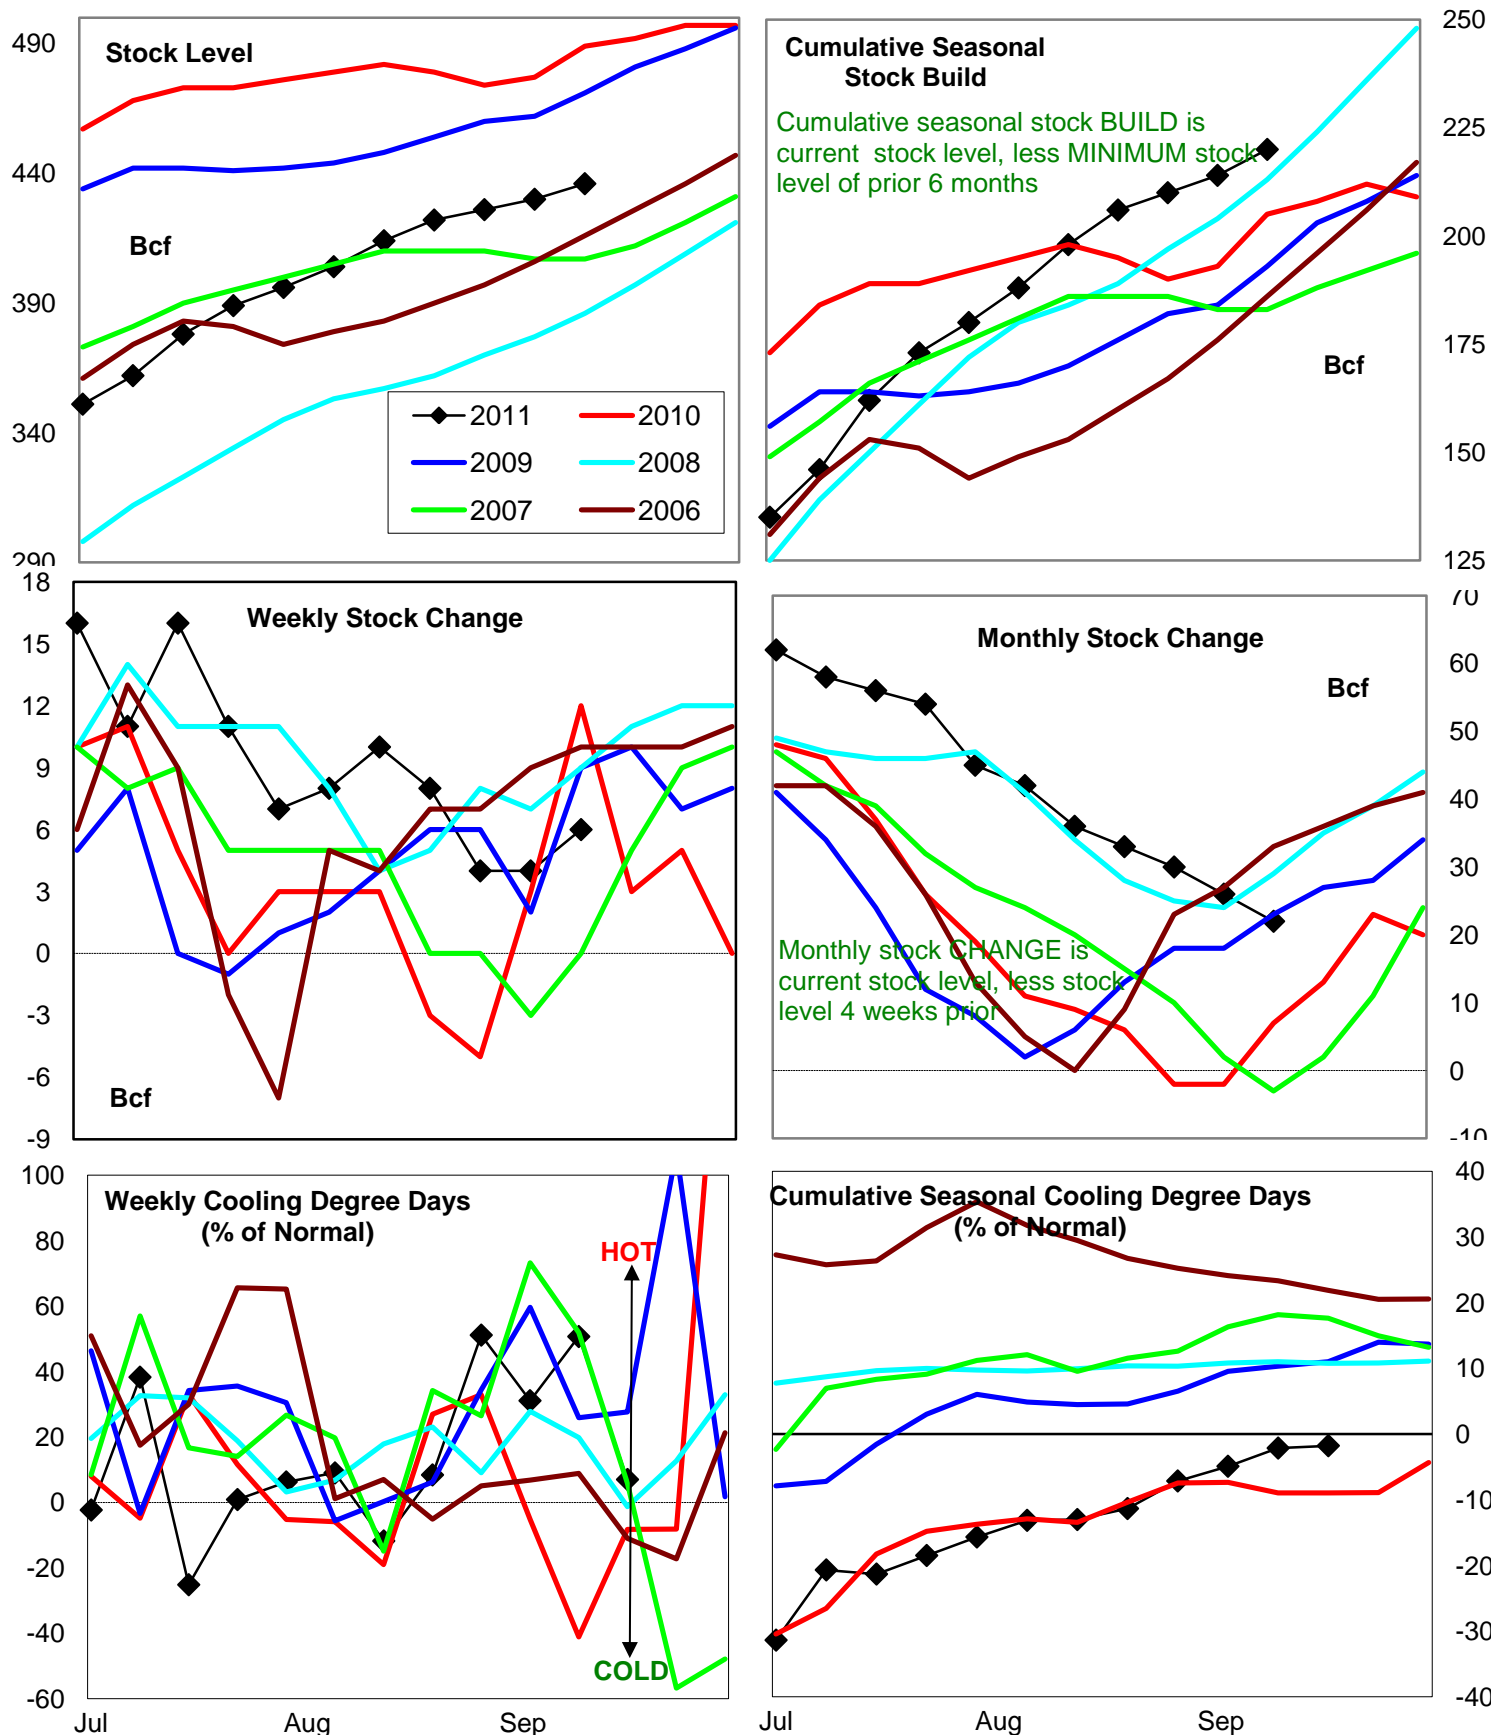 Stock Level
Bcf
490
440
390
340
290
2011
2010
2009
2008
2007
2006
Cumulative Seasonal
Stock Build
Cumulative seasonal stock BUILD is
current stock level, less MINIMUM stock
level of prior 6 months
Bcf
250
225
200
175
150
125
Weekly Stock Change
18
15
12
9
6
3
0
-3
-6
-9
Bcf
Monthly Stock Change
Bcf
Monthly stock CHANGE is
current stock level, less stock
level 4 weeks prior
70
60
50
40
30
20
10
0
-10
Weekly Cooling Degree Days
(% of Normal)
HOT
COLD
100
80
60
40
20
0
-20
-40
-60
Jul
Aug
Sep
Cumulative Seasonal Cooling Degree Days
(% of Normal)
40
30
20
10
0
-10
-20
-30
-40
Jul
Aug
Sep